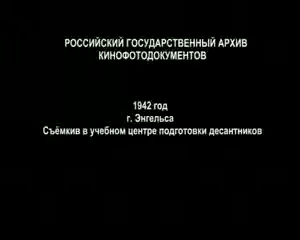 РОССИЙСКИЙ ГОСУДАРСТВЕННЫЙ АРХИВ
КИНОФОТОДОКУМЕНТОВ
1942 год
г. Энгельса
Съёмкив в учебном центре подготовки десантников